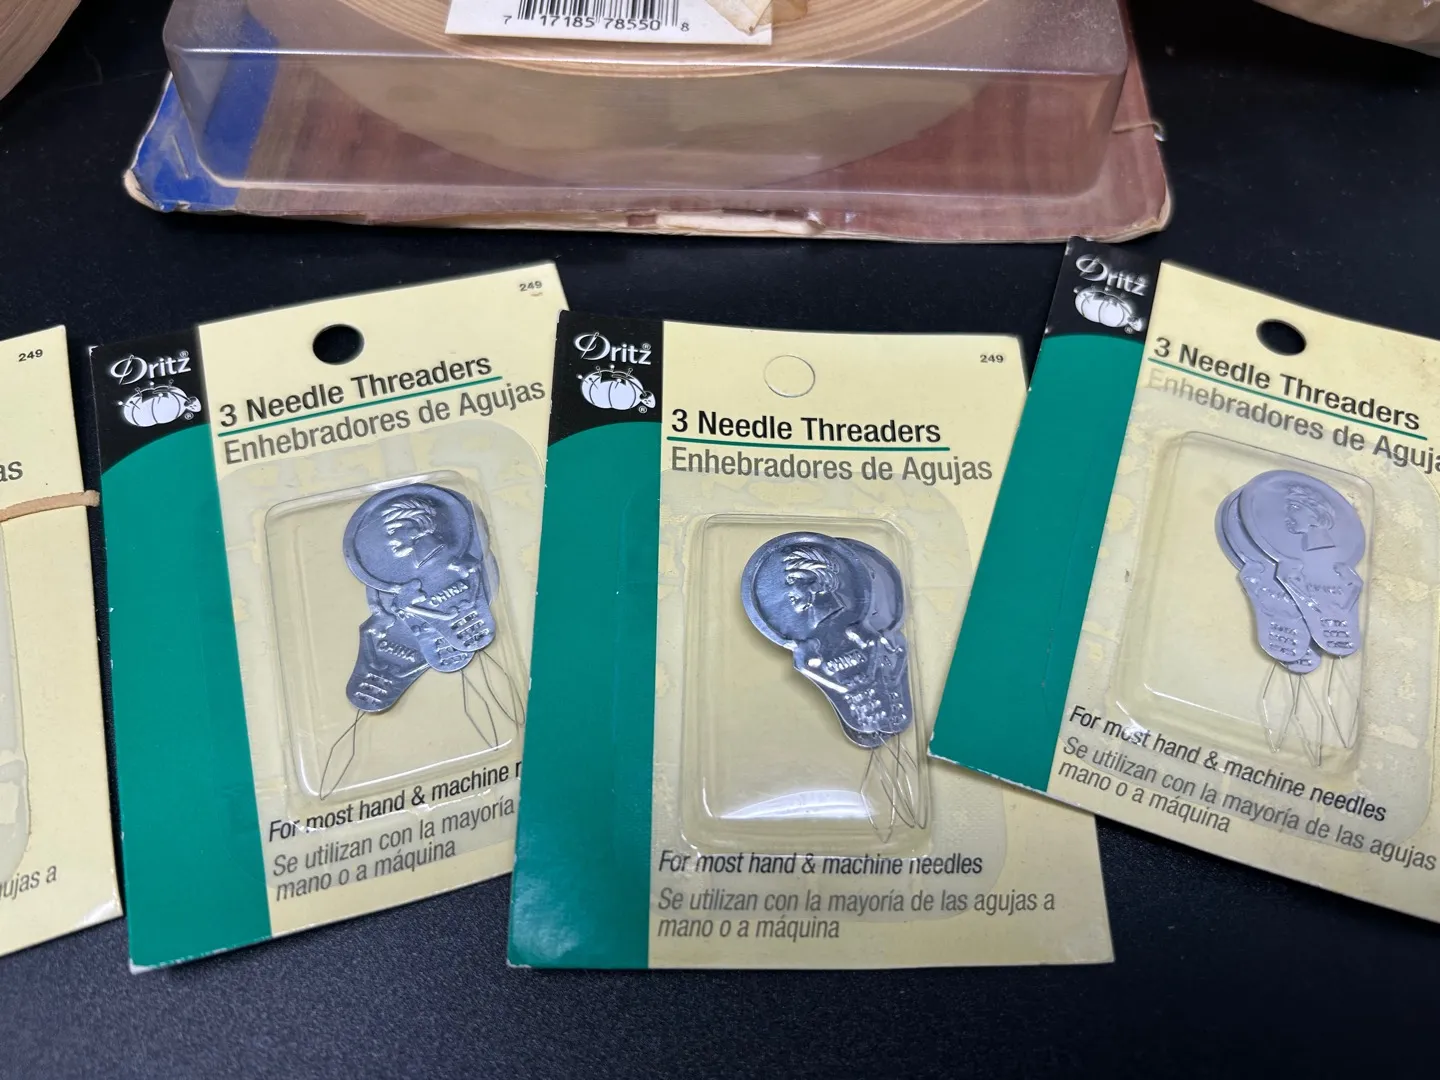 7 17185 78550 8
249
as
ujas a
249
Dritz®
®
3 Needle Threaders
Enhebradores de Agujas
CHINA
CHINA
For most hand & machine
Se utilizan con la mayoría
mano o a máquina
249
Dritz®
®
3 Needle Threaders
Enhebradores de Agujas
CHINA
For most hand & machine needles
Se utilizan con la mayoría de las agujas a
mano o a máquina
Dritz®
®
3 Needle Threaders
Enhebradores de Aguja
For most hand & machine needles
Se utilizan con la mayoría de las agujas
mano o a máquina